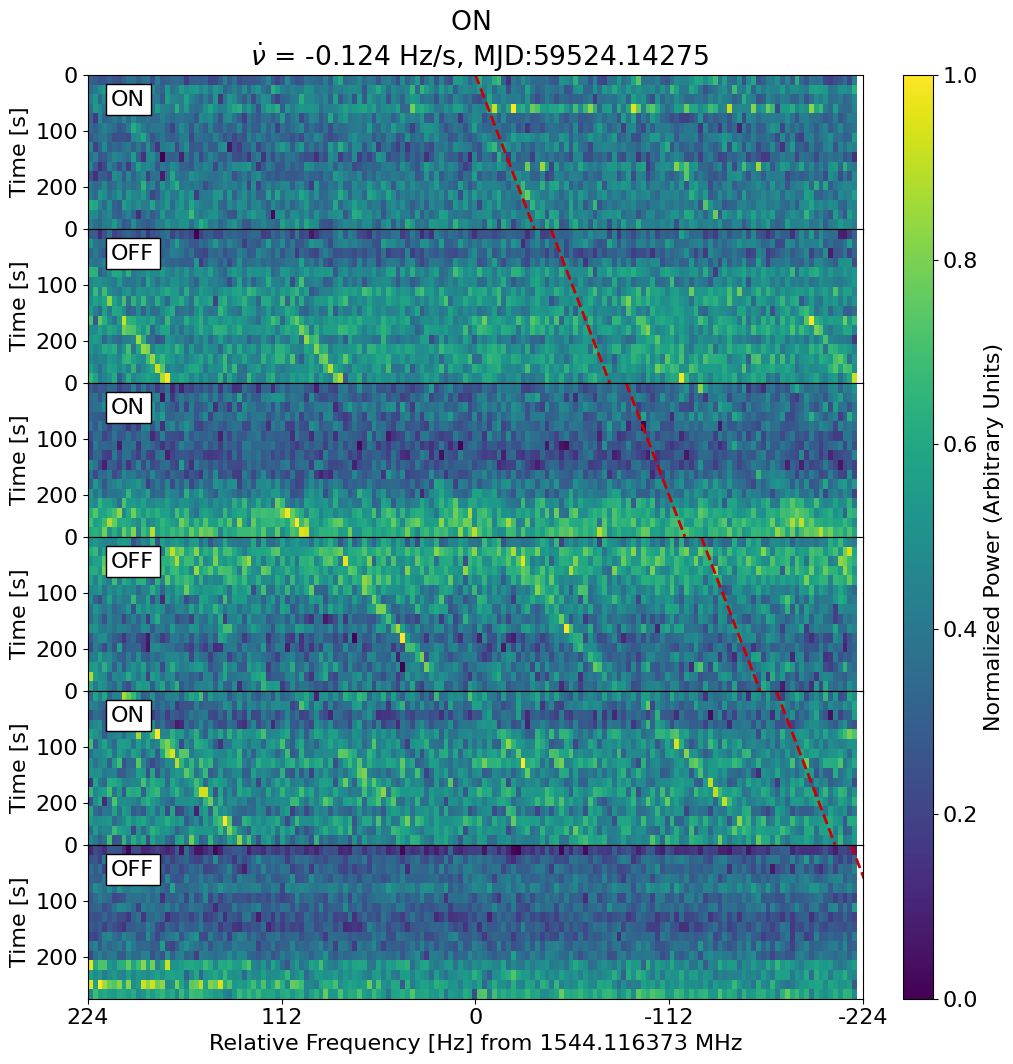 ON
ν̇ = -0.124 Hz/s, MJD:59524.14275
0
ON
100
200
Time [s]
0
OFF
100
200
Time [s]
0
ON
100
200
Time [s]
0
OFF
100
200
Time [s]
0
ON
100
200
Time [s]
0
OFF
100
200
Time [s]
224 112 0 -112 -224
Relative Frequency [Hz] from 1544.116373 MHz
1.0
0.8
0.6
0.4
0.2
0.0
Normalized Power (Arbitrary Units)